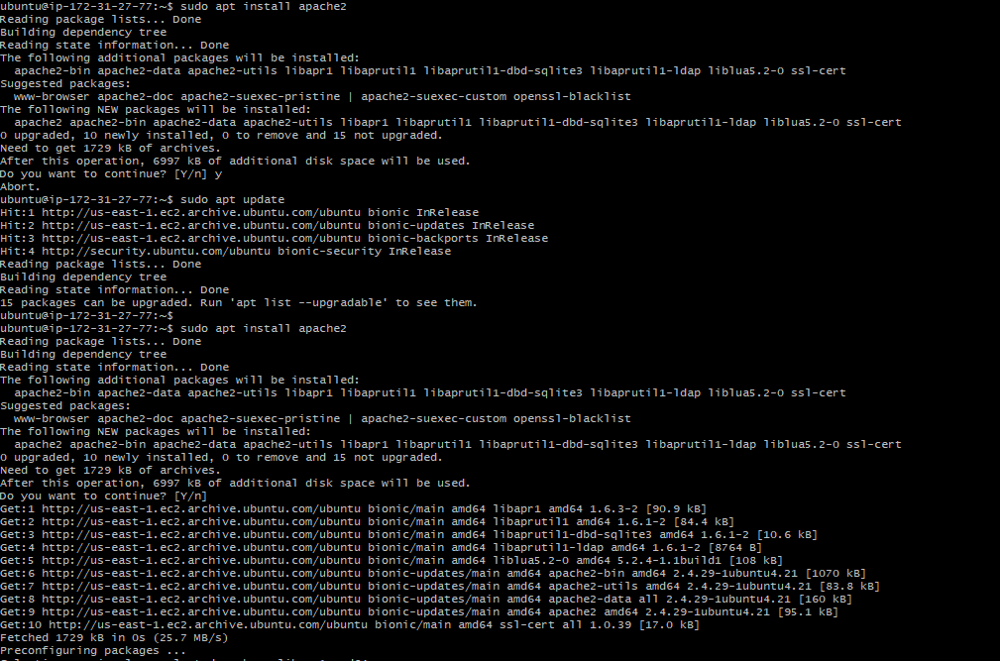 ubuntu@ip-172-31-27-77:~$ sudo apt install apache2
Reading package lists... Done
Building dependency tree
Reading state information... Done
The following additional packages will be installed:
  apache2-bin apache2-data apache2-utils libapr1 libaprutil1 libaprutil1-dbd-sqlite3 libaprutil1-ldap liblua5.2-0 ssl-cert
Suggested packages:
  www-browser apache2-doc apache2-suexec-pristine | apache2-suexec-custom openssl-blacklist
The following NEW packages will be installed:
  apache2 apache2-bin apache2-data apache2-utils libapr1 libaprutil1 libaprutil1-dbd-sqlite3 libaprutil1-ldap liblua5.2-0 ssl-cert
0 upgraded, 10 newly installed, 0 to remove and 15 not upgraded.
Need to get 1729 kB of archives.
After this operation, 6997 kB of additional disk space will be used.
Do you want to continue? [Y/n] y
Abort.
ubuntu@ip-172-31-27-77:~$ sudo apt update
Hit:1 http://us-east-1.ec2.archive.ubuntu.com/ubuntu bionic InRelease
Hit:2 http://us-east-1.ec2.archive.ubuntu.com/ubuntu bionic-updates InRelease
Hit:3 http://us-east-1.ec2.archive.ubuntu.com/ubuntu bionic-backports InRelease
Hit:4 http://security.ubuntu.com/ubuntu bionic-security InRelease
Reading package lists... Done
Building dependency tree
Reading state information... Done
15 packages can be upgraded. Run 'apt list --upgradable' to see them.
ubuntu@ip-172-31-27-77:~$
ubuntu@ip-172-31-27-77:~$ sudo apt install apache2
Reading package lists... Done
Building dependency tree
Reading state information... Done
The following additional packages will be installed:
  apache2-bin apache2-data apache2-utils libapr1 libaprutil1 libaprutil1-dbd-sqlite3 libaprutil1-ldap liblua5.2-0 ssl-cert
Suggested packages:
  www-browser apache2-doc apache2-suexec-pristine | apache2-suexec-custom openssl-blacklist
The following NEW packages will be installed:
  apache2 apache2-bin apache2-data apache2-utils libapr1 libaprutil1 libaprutil1-dbd-sqlite3 libaprutil1-ldap liblua5.2-0 ssl-cert
0 upgraded, 10 newly installed, 0 to remove and 15 not upgraded.
Need to get 1729 kB of archives.
After this operation, 6997 kB of additional disk space will be used.
Do you want to continue? [Y/n]
Get:1 http://us-east-1.ec2.archive.ubuntu.com/ubuntu bionic/main amd64 libapr1 amd64 1.6.3-2 [90.9 kB]
Get:2 http://us-east-1.ec2.archive.ubuntu.com/ubuntu bionic/main amd64 libaprutil1 amd64 1.6.1-2 [84.4 kB]
Get:3 http://us-east-1.ec2.archive.ubuntu.com/ubuntu bionic/main amd64 libaprutil1-dbd-sqlite3 amd64 1.6.1-2 [10.6 kB]
Get:4 http://us-east-1.ec2.archive.ubuntu.com/ubuntu bionic/main amd64 libaprutil1-ldap amd64 1.6.1-2 [8764 B]
Get:5 http://us-east-1.ec2.archive.ubuntu.com/ubuntu bionic/main amd64 liblua5.2-0 amd64 5.2.4-1.1build1 [108 kB]
Get:6 http://us-east-1.ec2.archive.ubuntu.com/ubuntu bionic-updates/main amd64 apache2-bin amd64 2.4.29-1ubuntu4.21 [1070 kB]
Get:7 http://us-east-1.ec2.archive.ubuntu.com/ubuntu bionic-updates/main amd64 apache2-utils amd64 2.4.29-1ubuntu4.21 [83.8 kB]
Get:8 http://us-east-1.ec2.archive.ubuntu.com/ubuntu bionic-updates/main amd64 apache2-data all 2.4.29-1ubuntu4.21 [160 kB]
Get:9 http://us-east-1.ec2.archive.ubuntu.com/ubuntu bionic-updates/main amd64 apache2 amd64 2.4.29-1ubuntu4.21 [95.1 kB]
Get:10 http://us-east-1.ec2.archive.ubuntu.com/ubuntu bionic/main amd64 ssl-cert all 1.0.39 [17.0 kB]
Fetched 1729 kB in 0s (25.7 MB/s)
Preconfiguring packages ...